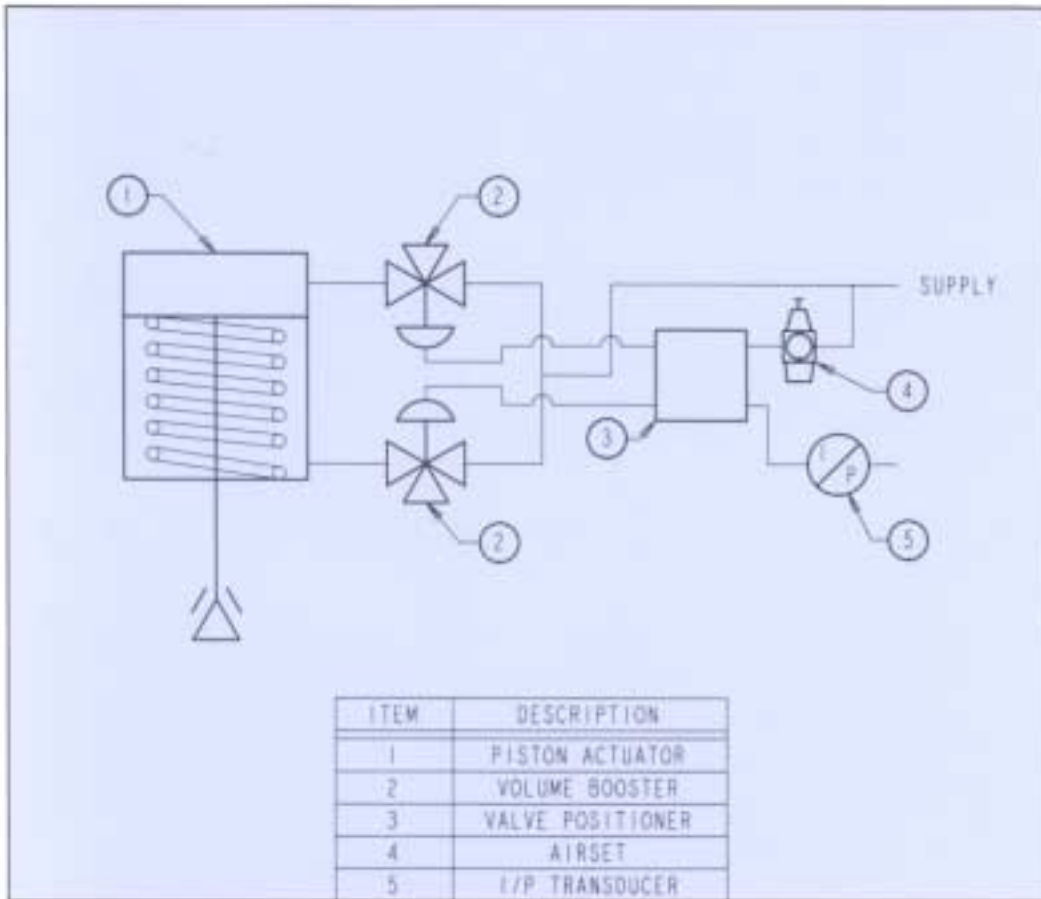 1
2
SUPPLY
4
3
I
P
2
5
ITEM DESCRIPTION
1 PISTON ACTUATOR
2 VOLUME BOOSTER
3 VALVE POSITIONER
4 AIRSET
5 I/P TRANSDUCER